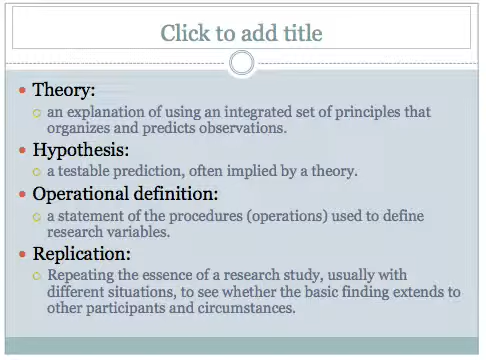 Click to add title
Theory:
an explanation of using an integrated set of principles that
organizes and predicts observations.
Hypothesis:
a testable prediction, often implied by a theory.
Operational definition:
a statement of the procedures (operations) used to define
research variables.
Replication:
Repeating the essence of a research study, usually with
different situations, to see whether the basic finding extends to
other participants and circumstances.